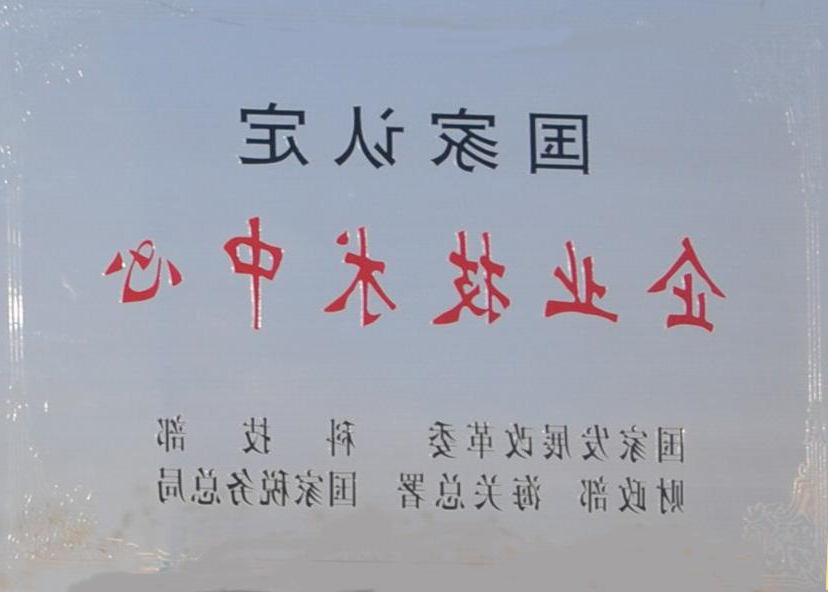 国家认定
企业技术中心
国家发展改革委 科技部
财政部 海关总署 国家税务总局